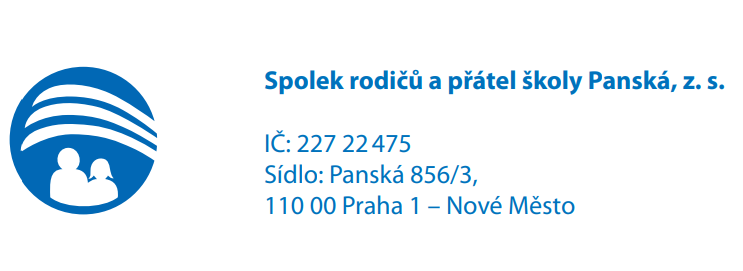 Spolek rodičů a přátel školy Panská, z. s.
IČ: 227 22 475
Sídlo: Panská 856/3,
110 00 Praha 1 – Nové Město